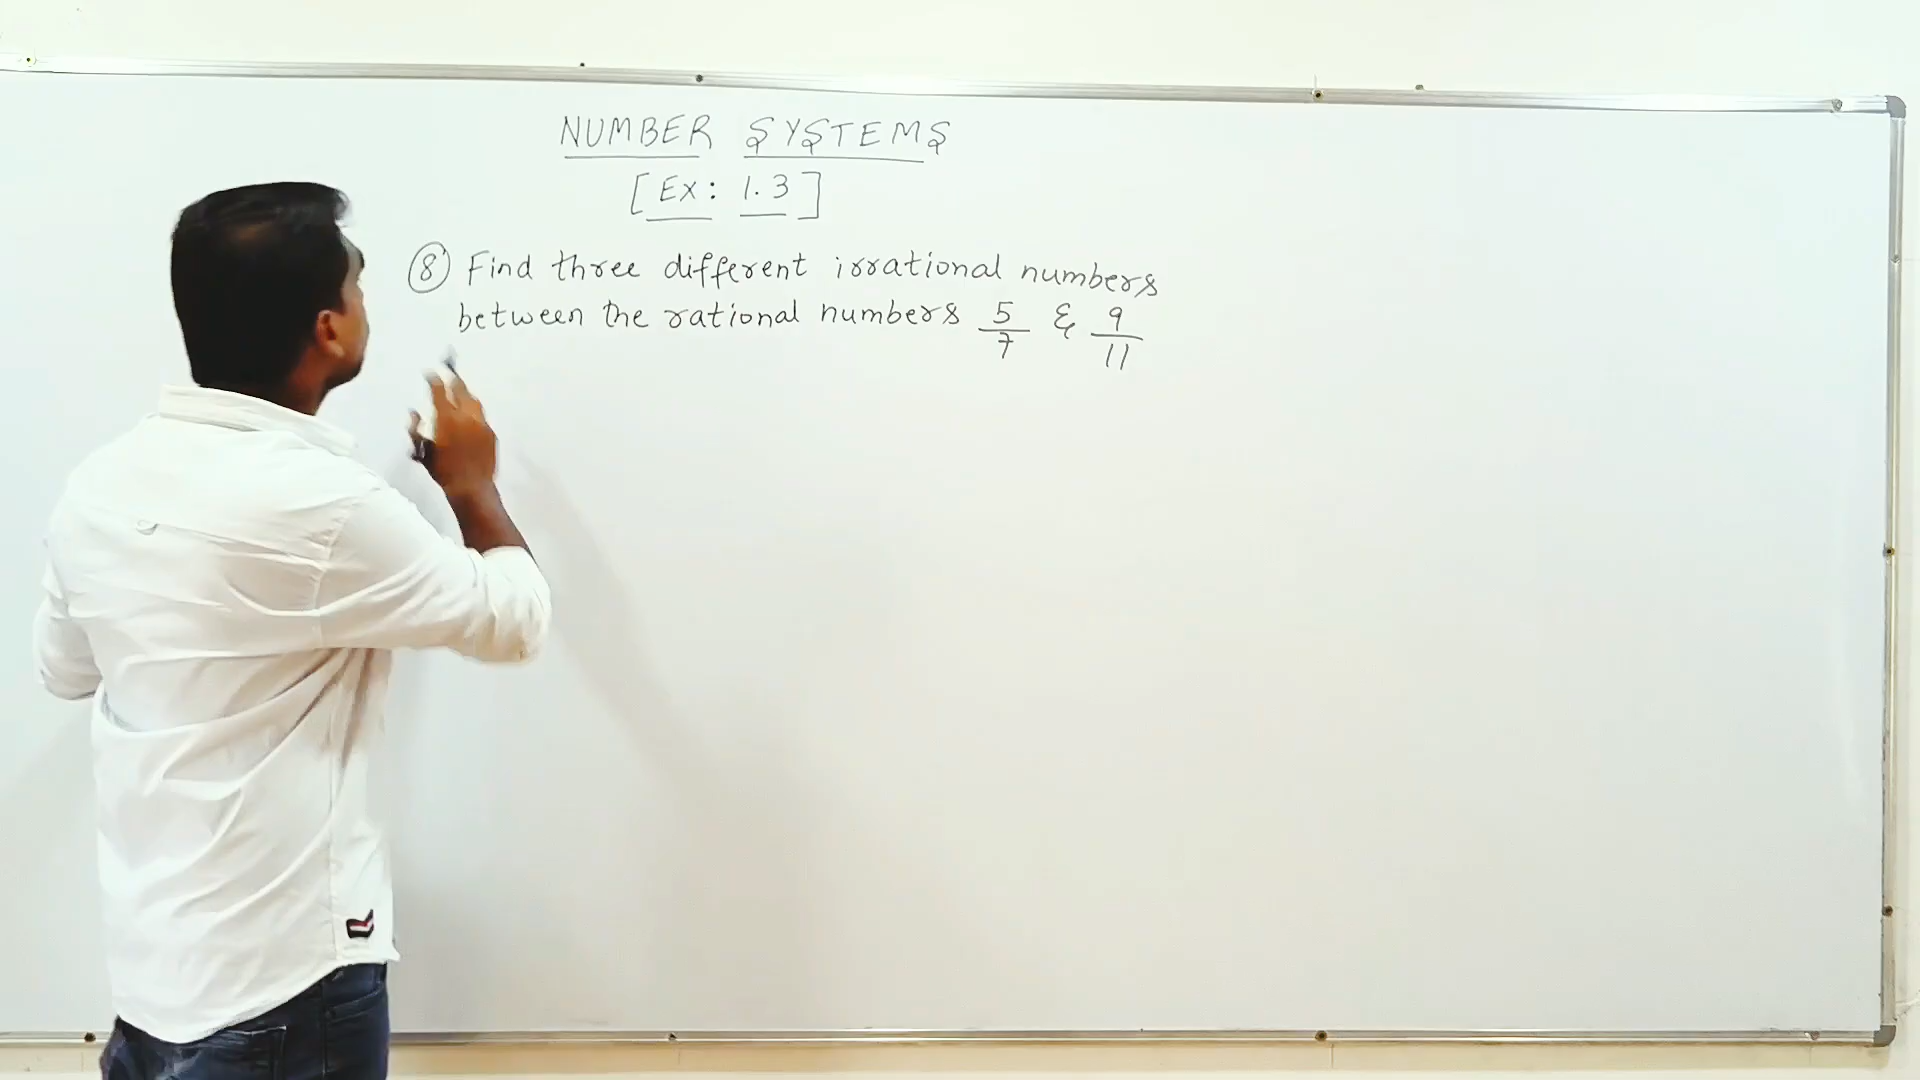 NUMBER SYSTEMS
[Ex: 1.3]
⑧ Find three different irrational numbers
between the rational numbers 5/7 & 9/11